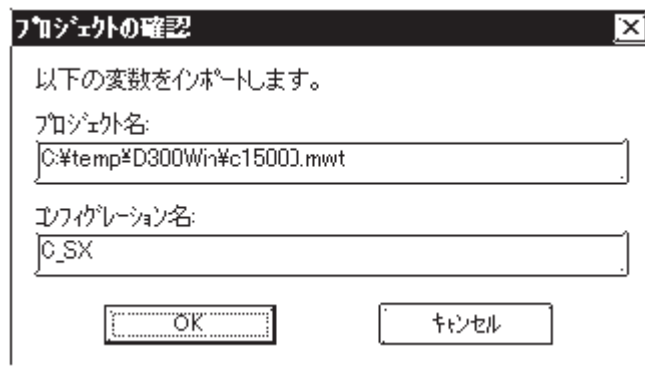 プロジェクトの確認
以下の変数をインポートします。
プロジェクト名:
C:¥temp¥D300Win¥c15000.mwt
コンフィグレーション名:
C_SX
OK
キャンセル